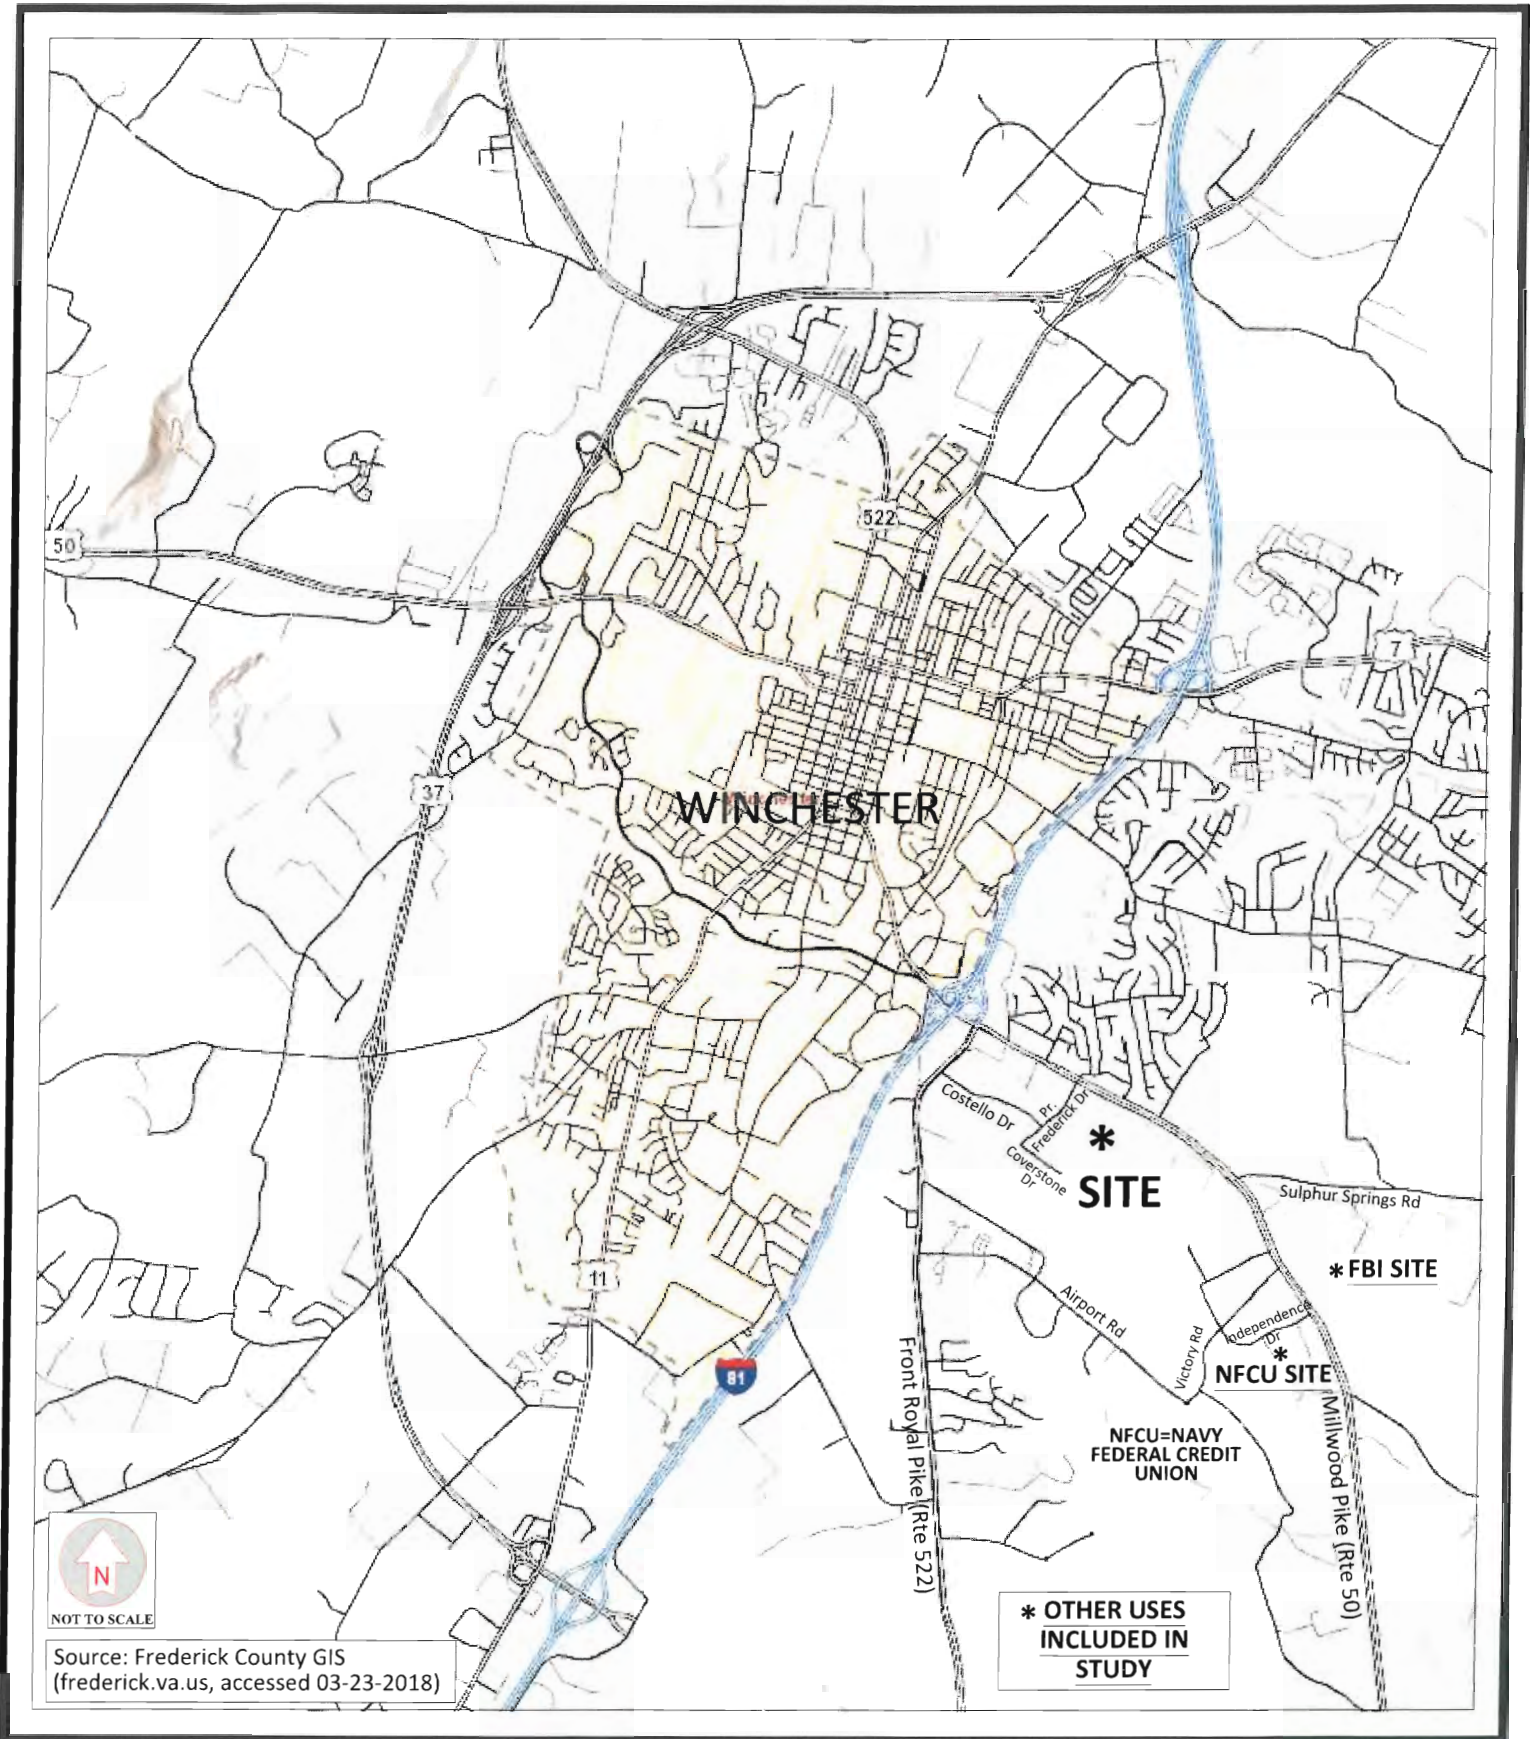 522
50
7
37
WINCHESTER
Winchester
Costello Dr
Pr.
Frederick Dr
Coverstone
Dr
*
SITE
Sulphur Springs Rd
* FBI SITE
11
Airport Rd
Victory Rd
Independence
Dr
*
NFCU SITE
81
Front Royal Pike (Rte 522)
Millwood Pike (Rte 50)
NFCU=NAVY
FEDERAL CREDIT
UNION
N
NOT TO SCALE
* OTHER USES
INCLUDED IN
STUDY
Source: Frederick County GIS
(frederick.va.us, accessed 03-23-2018)